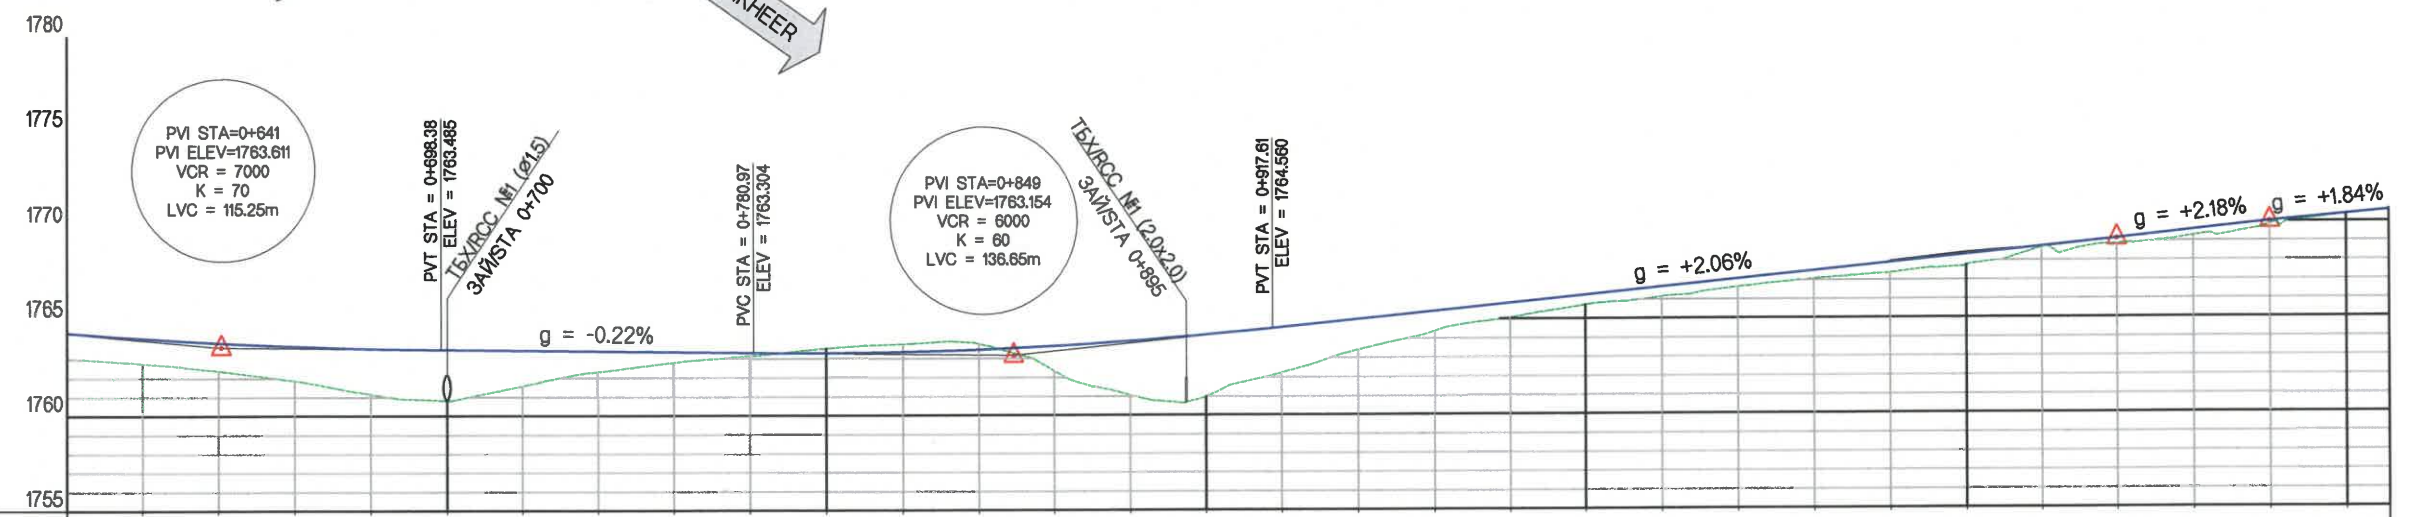 1780
1775
1770
1765
1760
1755
PVI STA=0+641
PVI ELEV=1763.611
VCR = 7000
K = 70
LVC = 115.25m
PVT STA = 0+698.38
ELEV = 1763.485
ТБХ/RCC №1 (Ø1.5)
ЗАЙ/STA 0+700
g = -0.22%
PVC STA = 0+780.97
ELEV = 1763.304
PVI STA=0+849
PVI ELEV=1763.154
VCR = 6000
K = 60
LVC = 136.65m
ТБХ/RCC №1 (2.0x2.0)
ЗАЙ/STA 0+895
PVT STA = 0+917.61
ELEV = 1764.560
g = +2.06%
g = +2.18%
g = +1.84%